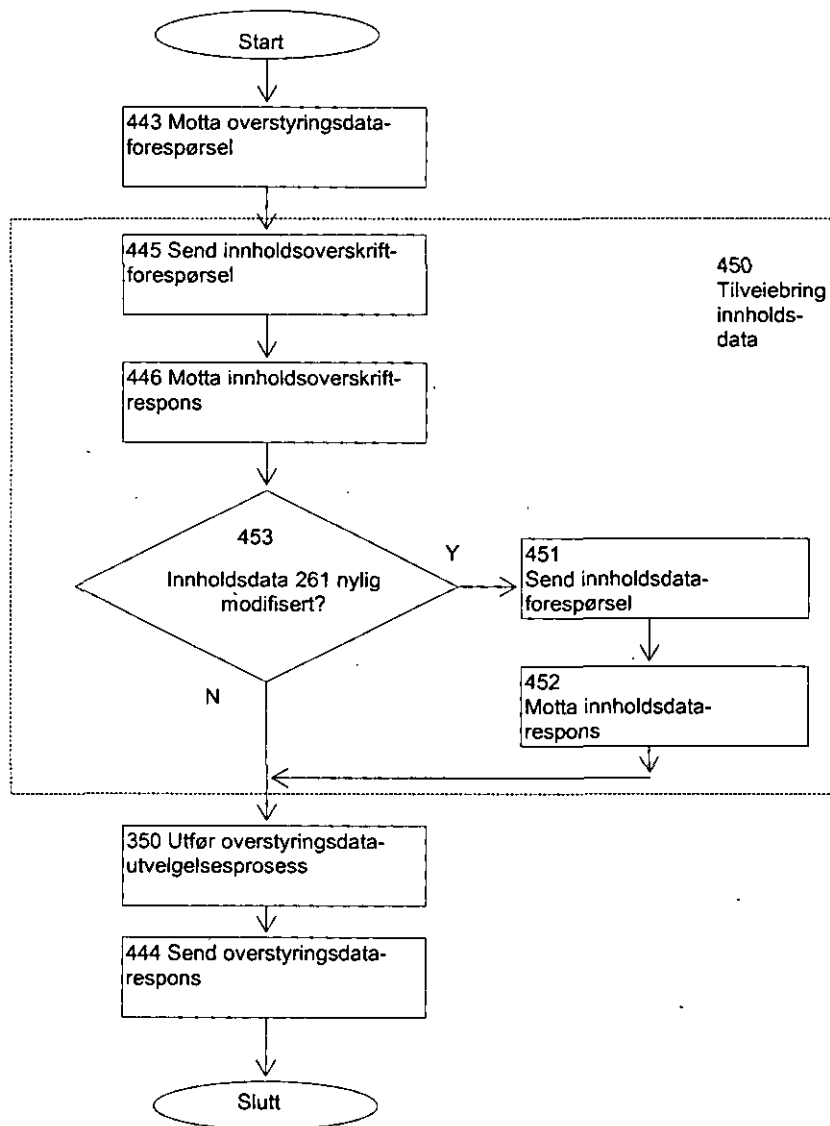 Start
443 Motta overstyringsdata-
forespørsel
445 Send innholdsoverskrift-
forespørsel
450
Tilveiebring
innholds-
data
446 Motta innholdsoverskrift-
respons
453
Innholdsdata 261 nylig
modifisert?
Y
451
Send innholdsdata-
forespørsel
N
452
Motta innholdsdata-
respons
350 Utfør overstyringsdata-
utvelgelsesprosess
444 Send overstyringsdata-
respons
Slutt